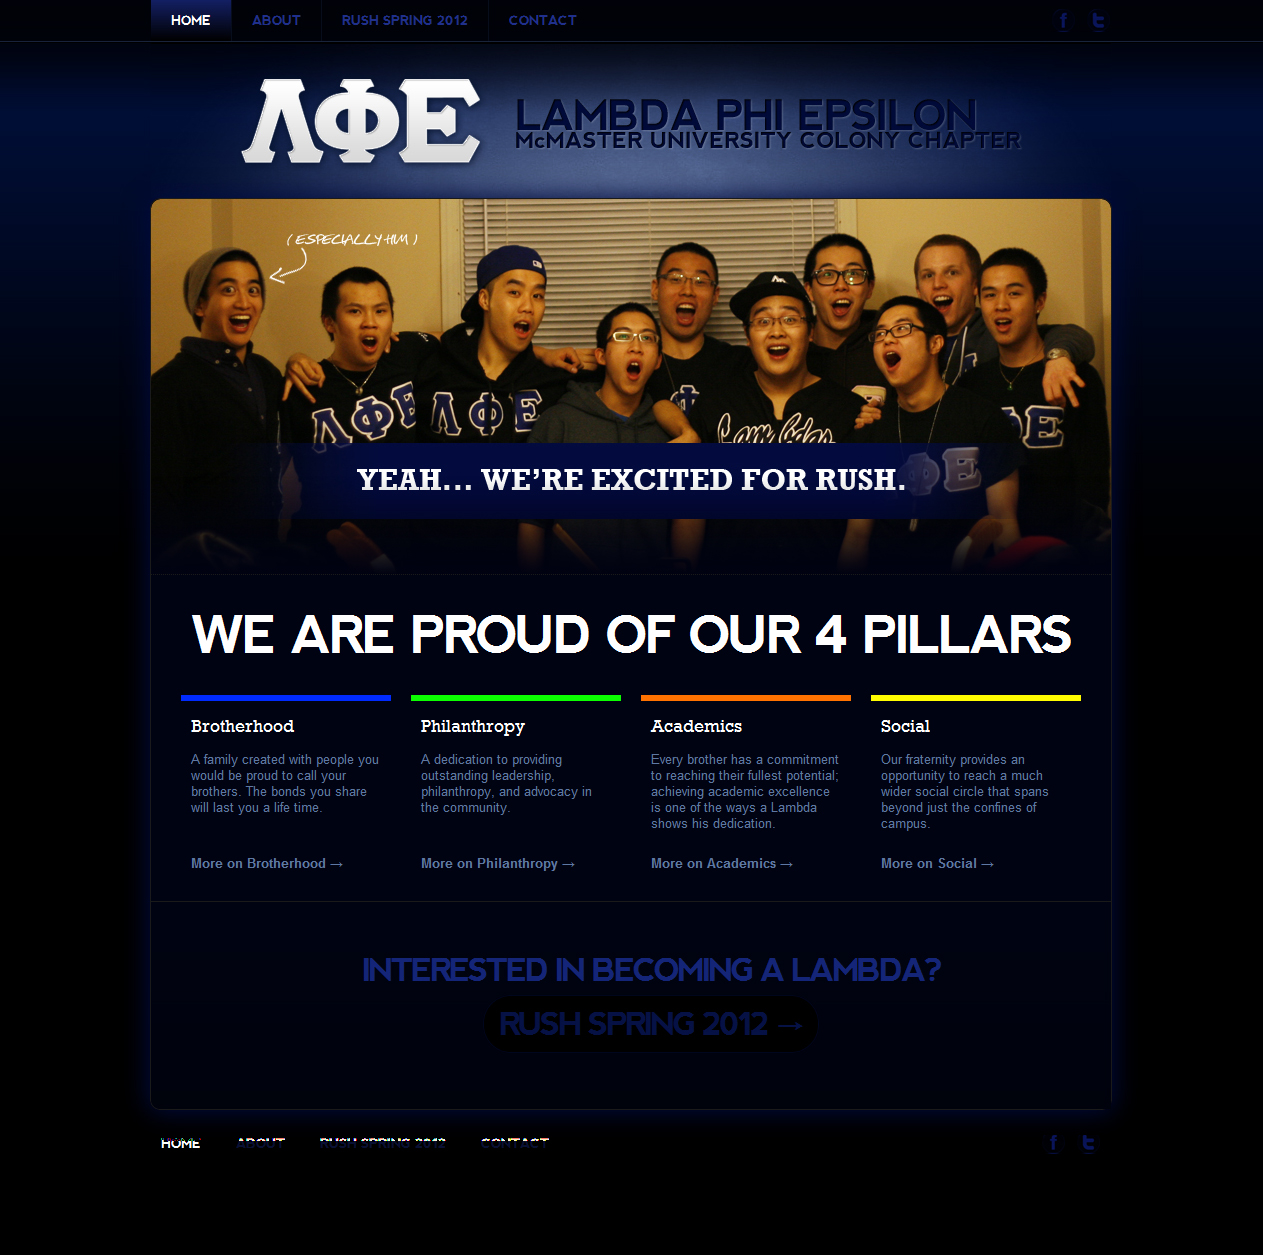 HOME ABOUT RUSH SPRING 2012 CONTACT f t
ΛΦΕ
LAMBDA PHI EPSILON
McMASTER UNIVERSITY COLONY CHAPTER
( ESPECIALLY HIM )
ΛΦΕ
ΛΦΕ
Lambdas
ΦΕ
ΦΕ
YEAH... WE'RE EXCITED FOR RUSH.
WE ARE PROUD OF OUR 4 PILLARS
Brotherhood
A family created with people you
would be proud to call your
brothers. The bonds you share
will last you a life time.
More on Brotherhood →
Philanthropy
A dedication to providing
outstanding leadership,
philanthropy, and advocacy in
the community.
More on Philanthropy →
Academics
Every brother has a commitment
to reaching their fullest potential;
achieving academic excellence
is one of the ways a Lambda
shows his dedication.
More on Academics →
Social
Our fraternity provides an
opportunity to reach a much
wider social circle that spans
beyond just the confines of
campus.
More on Social →
INTERESTED IN BECOMING A LAMBDA?
RUSH SPRING 2012 →
HOME ABOUT RUSH SPRING 2012 CONTACT f t